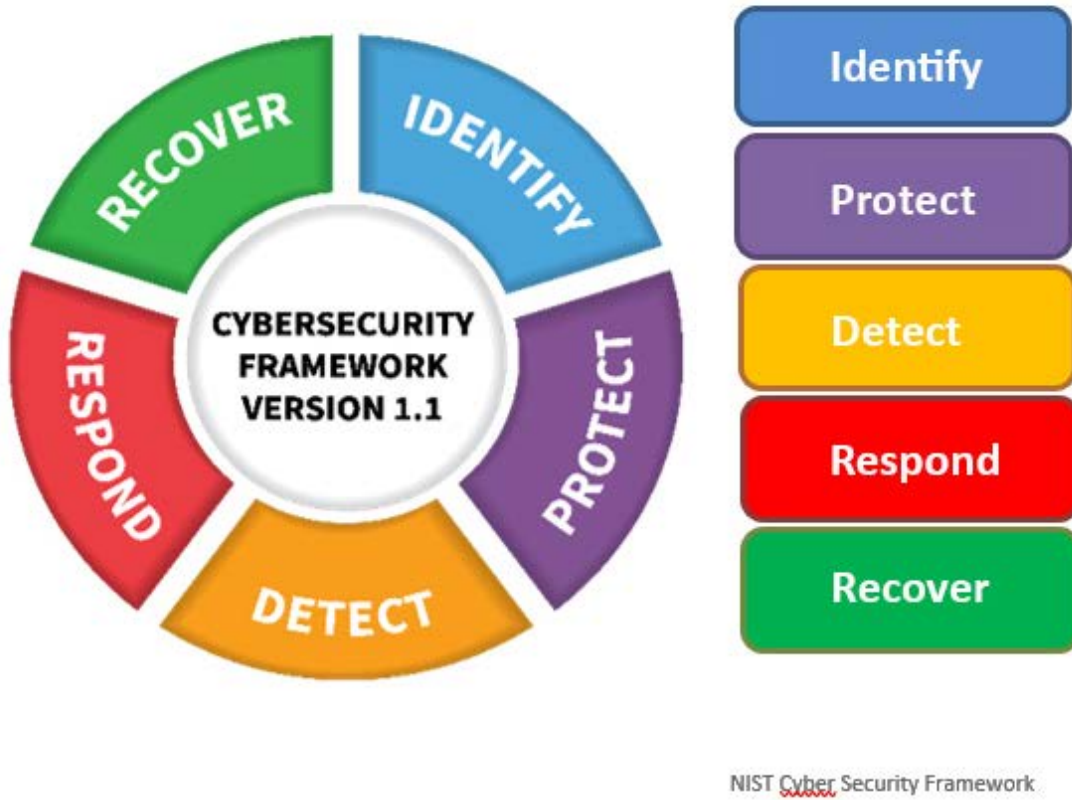 IDENTIFY
PROTECT
DETECT
RESPOND
RECOVER
CYBERSECURITY
FRAMEWORK
VERSION 1.1
Identify
Protect
Detect
Respond
Recover
NIST Cyber Security Framework